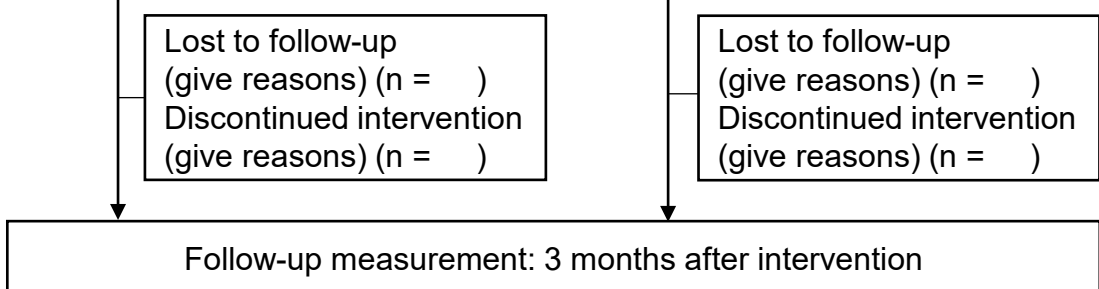 Lost to follow-up
(give reasons) (n = )
Discontinued intervention
(give reasons) (n = )
Lost to follow-up
(give reasons) (n = )
Discontinued intervention
(give reasons) (n = )
Follow-up measurement: 3 months after intervention